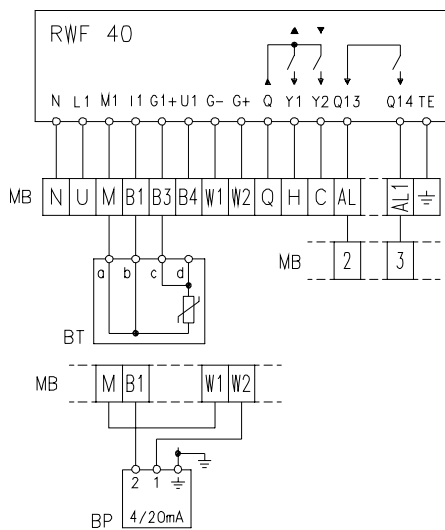 RWF 40
N L1 M1 I1 G1+ U1 G- G+ Q Y1 Y2 Q13 Q14 TE
MB N U M B1 B3 B4 W1 W2 Q H C AL AL1
MB 2 3
a b c d
BT
MB M B1 W1 W2
2 1
BP 4/20mA